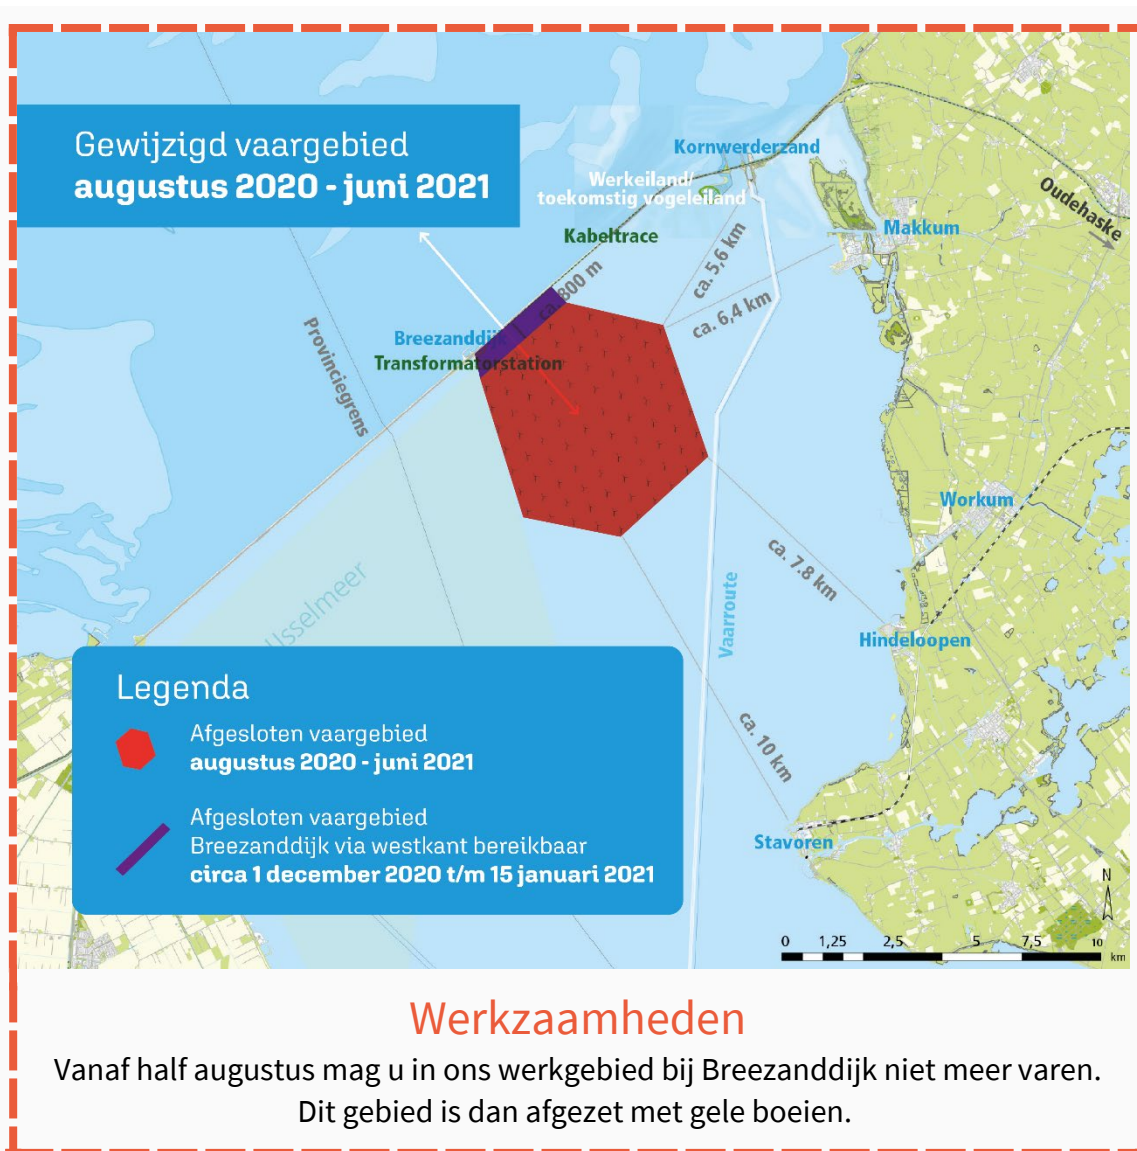 Gewijzigd vaargebied
augustus 2020 - juni 2021
Kornwerderzand
Werkeiland/
toekomstig vogeleiland
Kabeltrace
Oudehaske
Makkum
ca. 5,6 km
ca. 6,4 km
ca. 800 m
Breezanddijk
Transformatorstation
Provinciegrens
Workum
ca. 7.8 km
IJsselmeer
Vaarroute
Hindeloopen
ca. 10 km
Stavoren
Legenda
Afgesloten vaargebied
augustus 2020 - juni 2021
Afgesloten vaargebied
Breezanddijk via westkant bereikbaar
circa 1 december 2020 t/m 15 januari 2021
N
0 1,25 2,5 5 7,5 10
km
Werkzaamheden
Vanaf half augustus mag u in ons werkgebied bij Breezanddijk niet meer varen.
Dit gebied is dan afgezet met gele boeien.